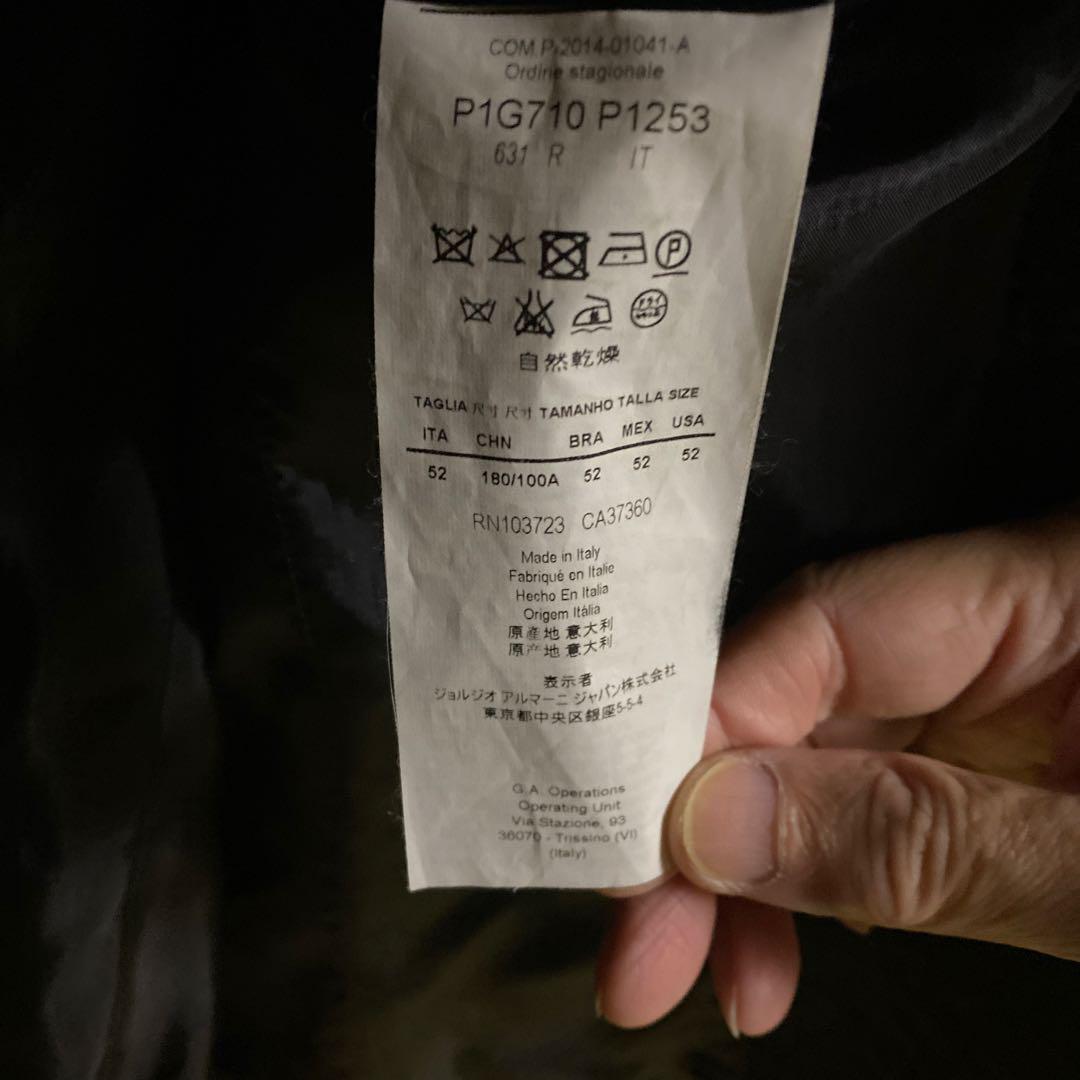 COM.P.2014-01041-A
Ordine stagionale
P1G710 P1253
631 R IT
P
自然乾燥
TAGLIA 尺寸 尺寸 TAMANHO TALLA SIZE
ITA CHN BRA MEX USA
52 180/100A 52 52 52
RN103723 CA37360
Made in Italy
Fabriqué en Italie
Hecho En Italia
Origem Itália
原産地 意大利
原产地 意大利
表示者
ジョルジオ アルマーニ ジャパン株式会社
東京都中央区銀座5-5-4
G.A. Operations
Operating Unit
Via Stazione, 93
36070 - Trissino (VI)
(Italy)